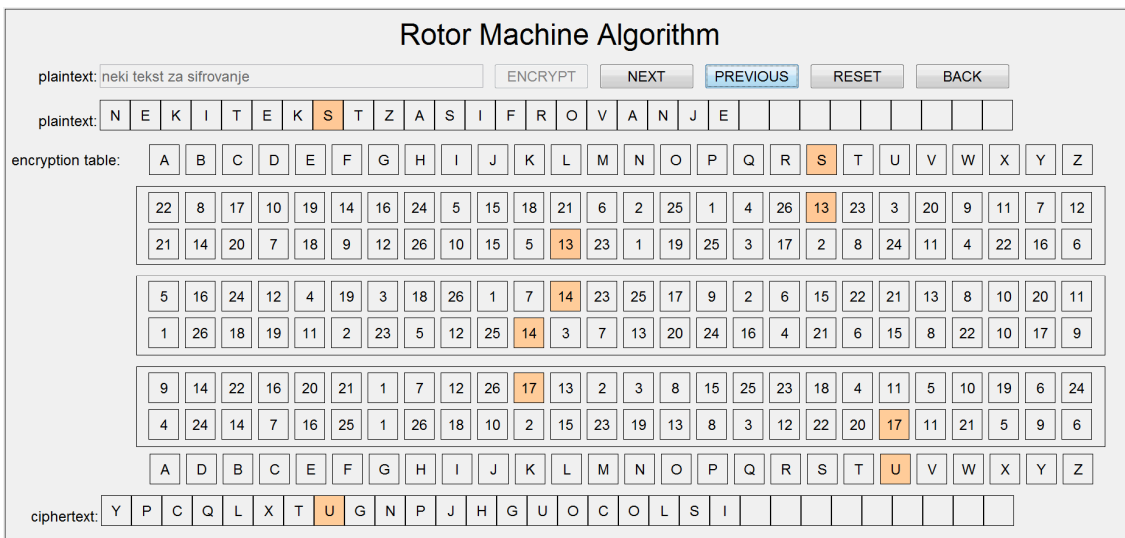 Rotor Machine Algorithm
plaintext: neki tekst za sifrovanje ENCRYPT NEXT PREVIOUS RESET BACK
plaintext: N E K I T E K S T Z A S I F R O V A N J E
encryption table: A B C D E F G H I J K L M N O P Q R S T U V W X Y Z
22 8 17 10 19 14 16 24 5 15 18 21 6 2 25 1 4 26 13 23 3 20 9 11 7 12
21 14 20 7 18 9 12 26 10 15 5 13 23 1 19 25 3 17 2 8 24 11 4 22 16 6
5 16 24 12 4 19 3 18 26 1 7 14 23 25 17 9 2 6 15 22 21 13 8 10 20 11
1 26 18 19 11 2 23 5 12 25 14 3 7 13 20 24 16 4 21 6 15 8 22 10 17 9
9 14 22 16 20 21 1 7 12 26 17 13 2 3 8 15 25 23 18 4 11 5 10 19 6 24
4 24 14 7 16 25 1 26 18 10 2 15 23 19 13 8 3 12 22 20 17 11 21 5 9 6
A D B C E F G H I J K L M N O P Q R S T U V W X Y Z
ciphertext: Y P C Q L X T U G N P J H G U O C O L S I